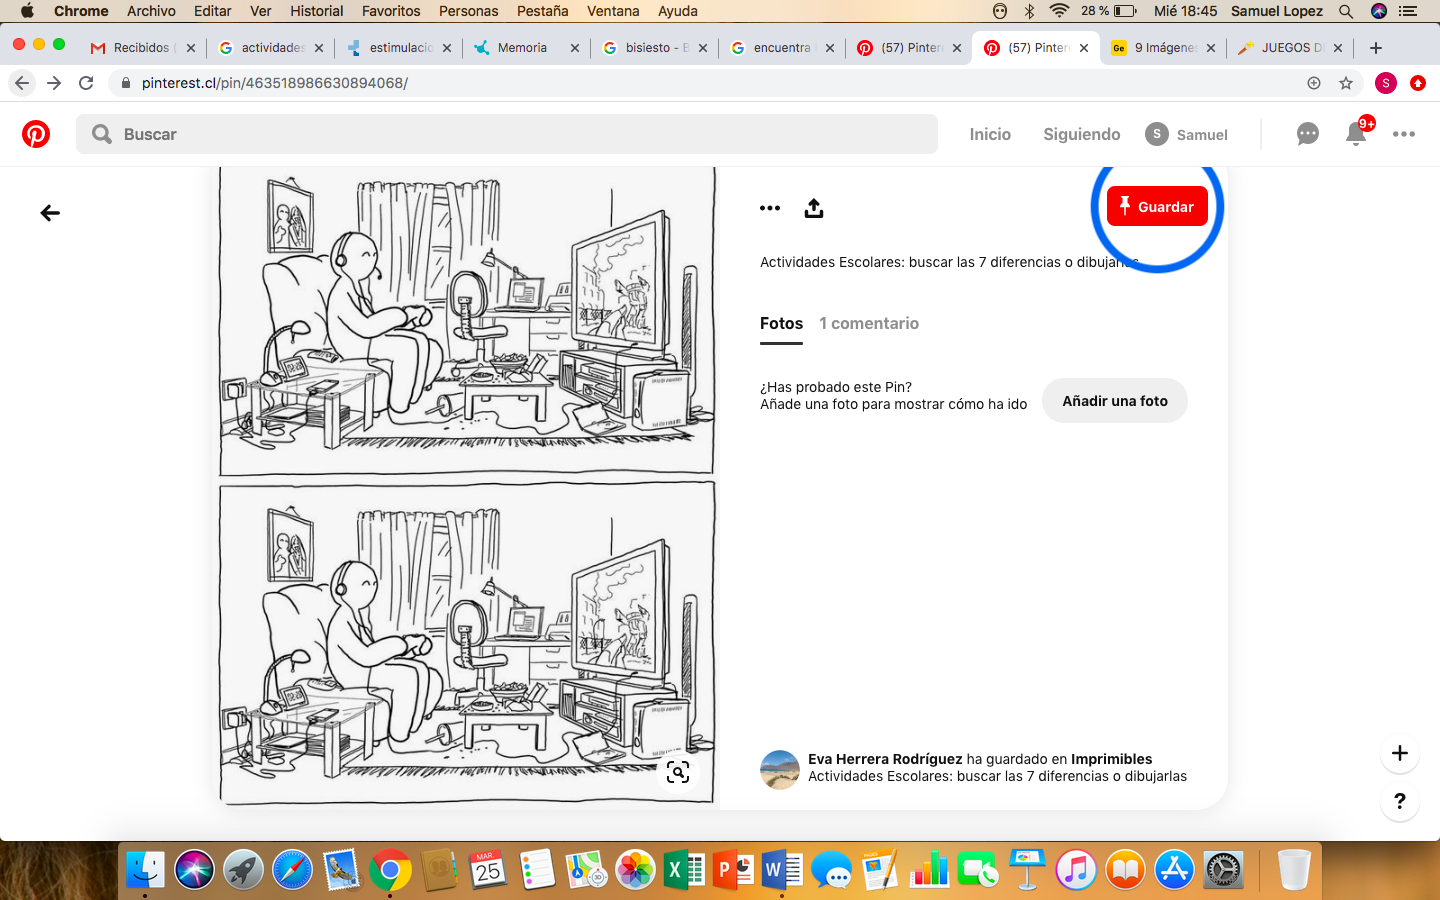 Chrome Archivo Editar Ver Historial Favoritos Personas Pestaña Ventana Ayuda 28 % Mié 18:45 Samuel Lopez
Recibidos ( actividades estimulacio Memoria bisiesto - B encuentra (57) Pinter (57) Pinter Ge 9 Imágenes JUEGOS D
pinterest.cl/pin/463518986630894068/ S
Buscar Inicio Siguiendo S Samuel 9+
Guardar
Actividades Escolares: buscar las 7 diferencias o dibujarlas
Fotos 1 comentario
¿Has probado este Pin?
Añade una foto para mostrar cómo ha ido
Añadir una foto
Eva Herrera Rodríguez ha guardado en Imprimibles
Actividades Escolares: buscar las 7 diferencias o dibujarlas
+
?
MAR.
25